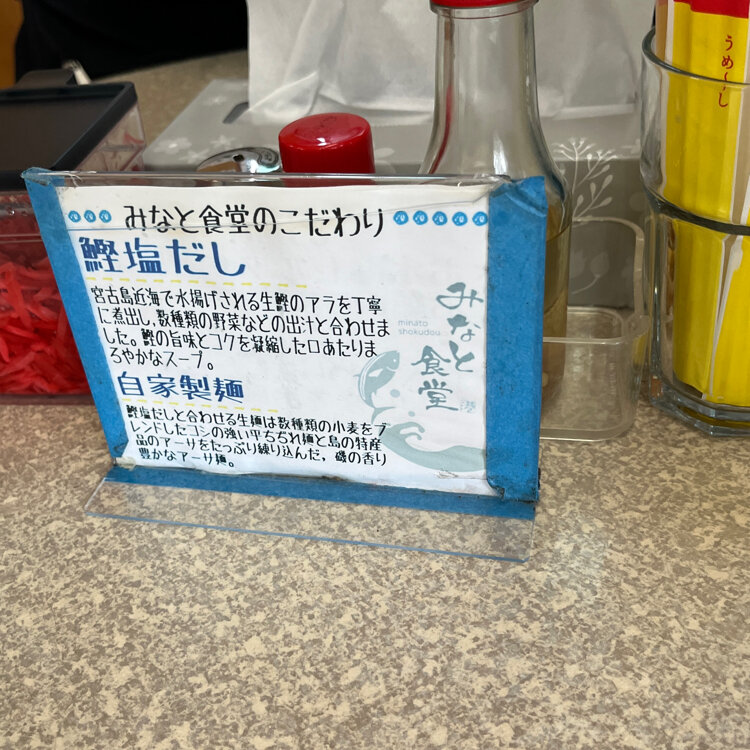 みなと食堂のこだわり
鰹塩だし
宮古島近海で水揚げされる生鰹のアラを丁寧
に煮出し,数種類の野菜などの出汁と合わせま
した。鰹の旨味とコクを凝縮した口あたりま
ろやかなスープ。
自家製麺
鰹塩だしと合わせる生麺は数種類の小麦をブ
レンドしたコシの強い平ちぢれ麺と島の特産
品のアーサをたっぷり練り込んだ,磯の香り
豊かなアーサ麺。
みなと
食堂
minato
shokudou
港
うめ〜し